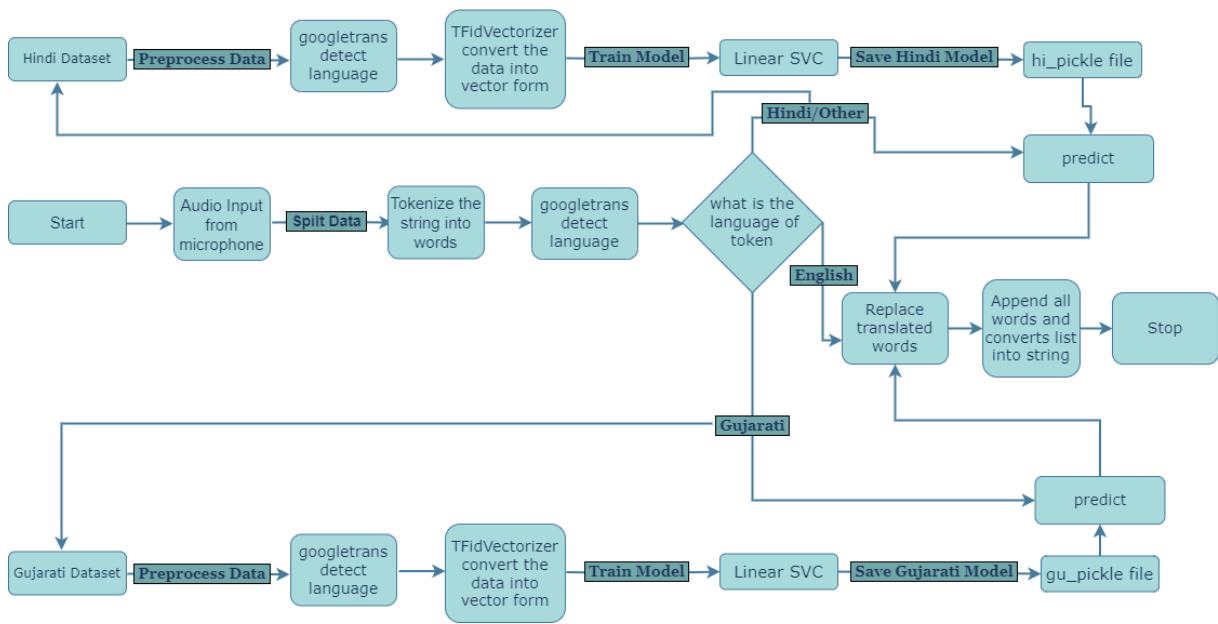 Hindi Dataset
Preprocess Data
googletrans
detect
language
TFidVectorizer
convert the
data into
vector form
Train Model
Linear SVC
Save Hindi Model
hi_pickle file
Hindi/Other
predict
Start
Audio Input
from
microphone
Spilt Data
Tokenize the
string into
words
googletrans
detect
language
what is the
language of
token
English
Replace
translated
words
Append all
words and
converts list
into string
Stop
Gujarati
predict
Gujarati Dataset
Preprocess Data
googletrans
detect
language
TFidVectorizer
convert the
data into
vector form
Train Model
Linear SVC
Save Gujarati Model
gu_pickle file